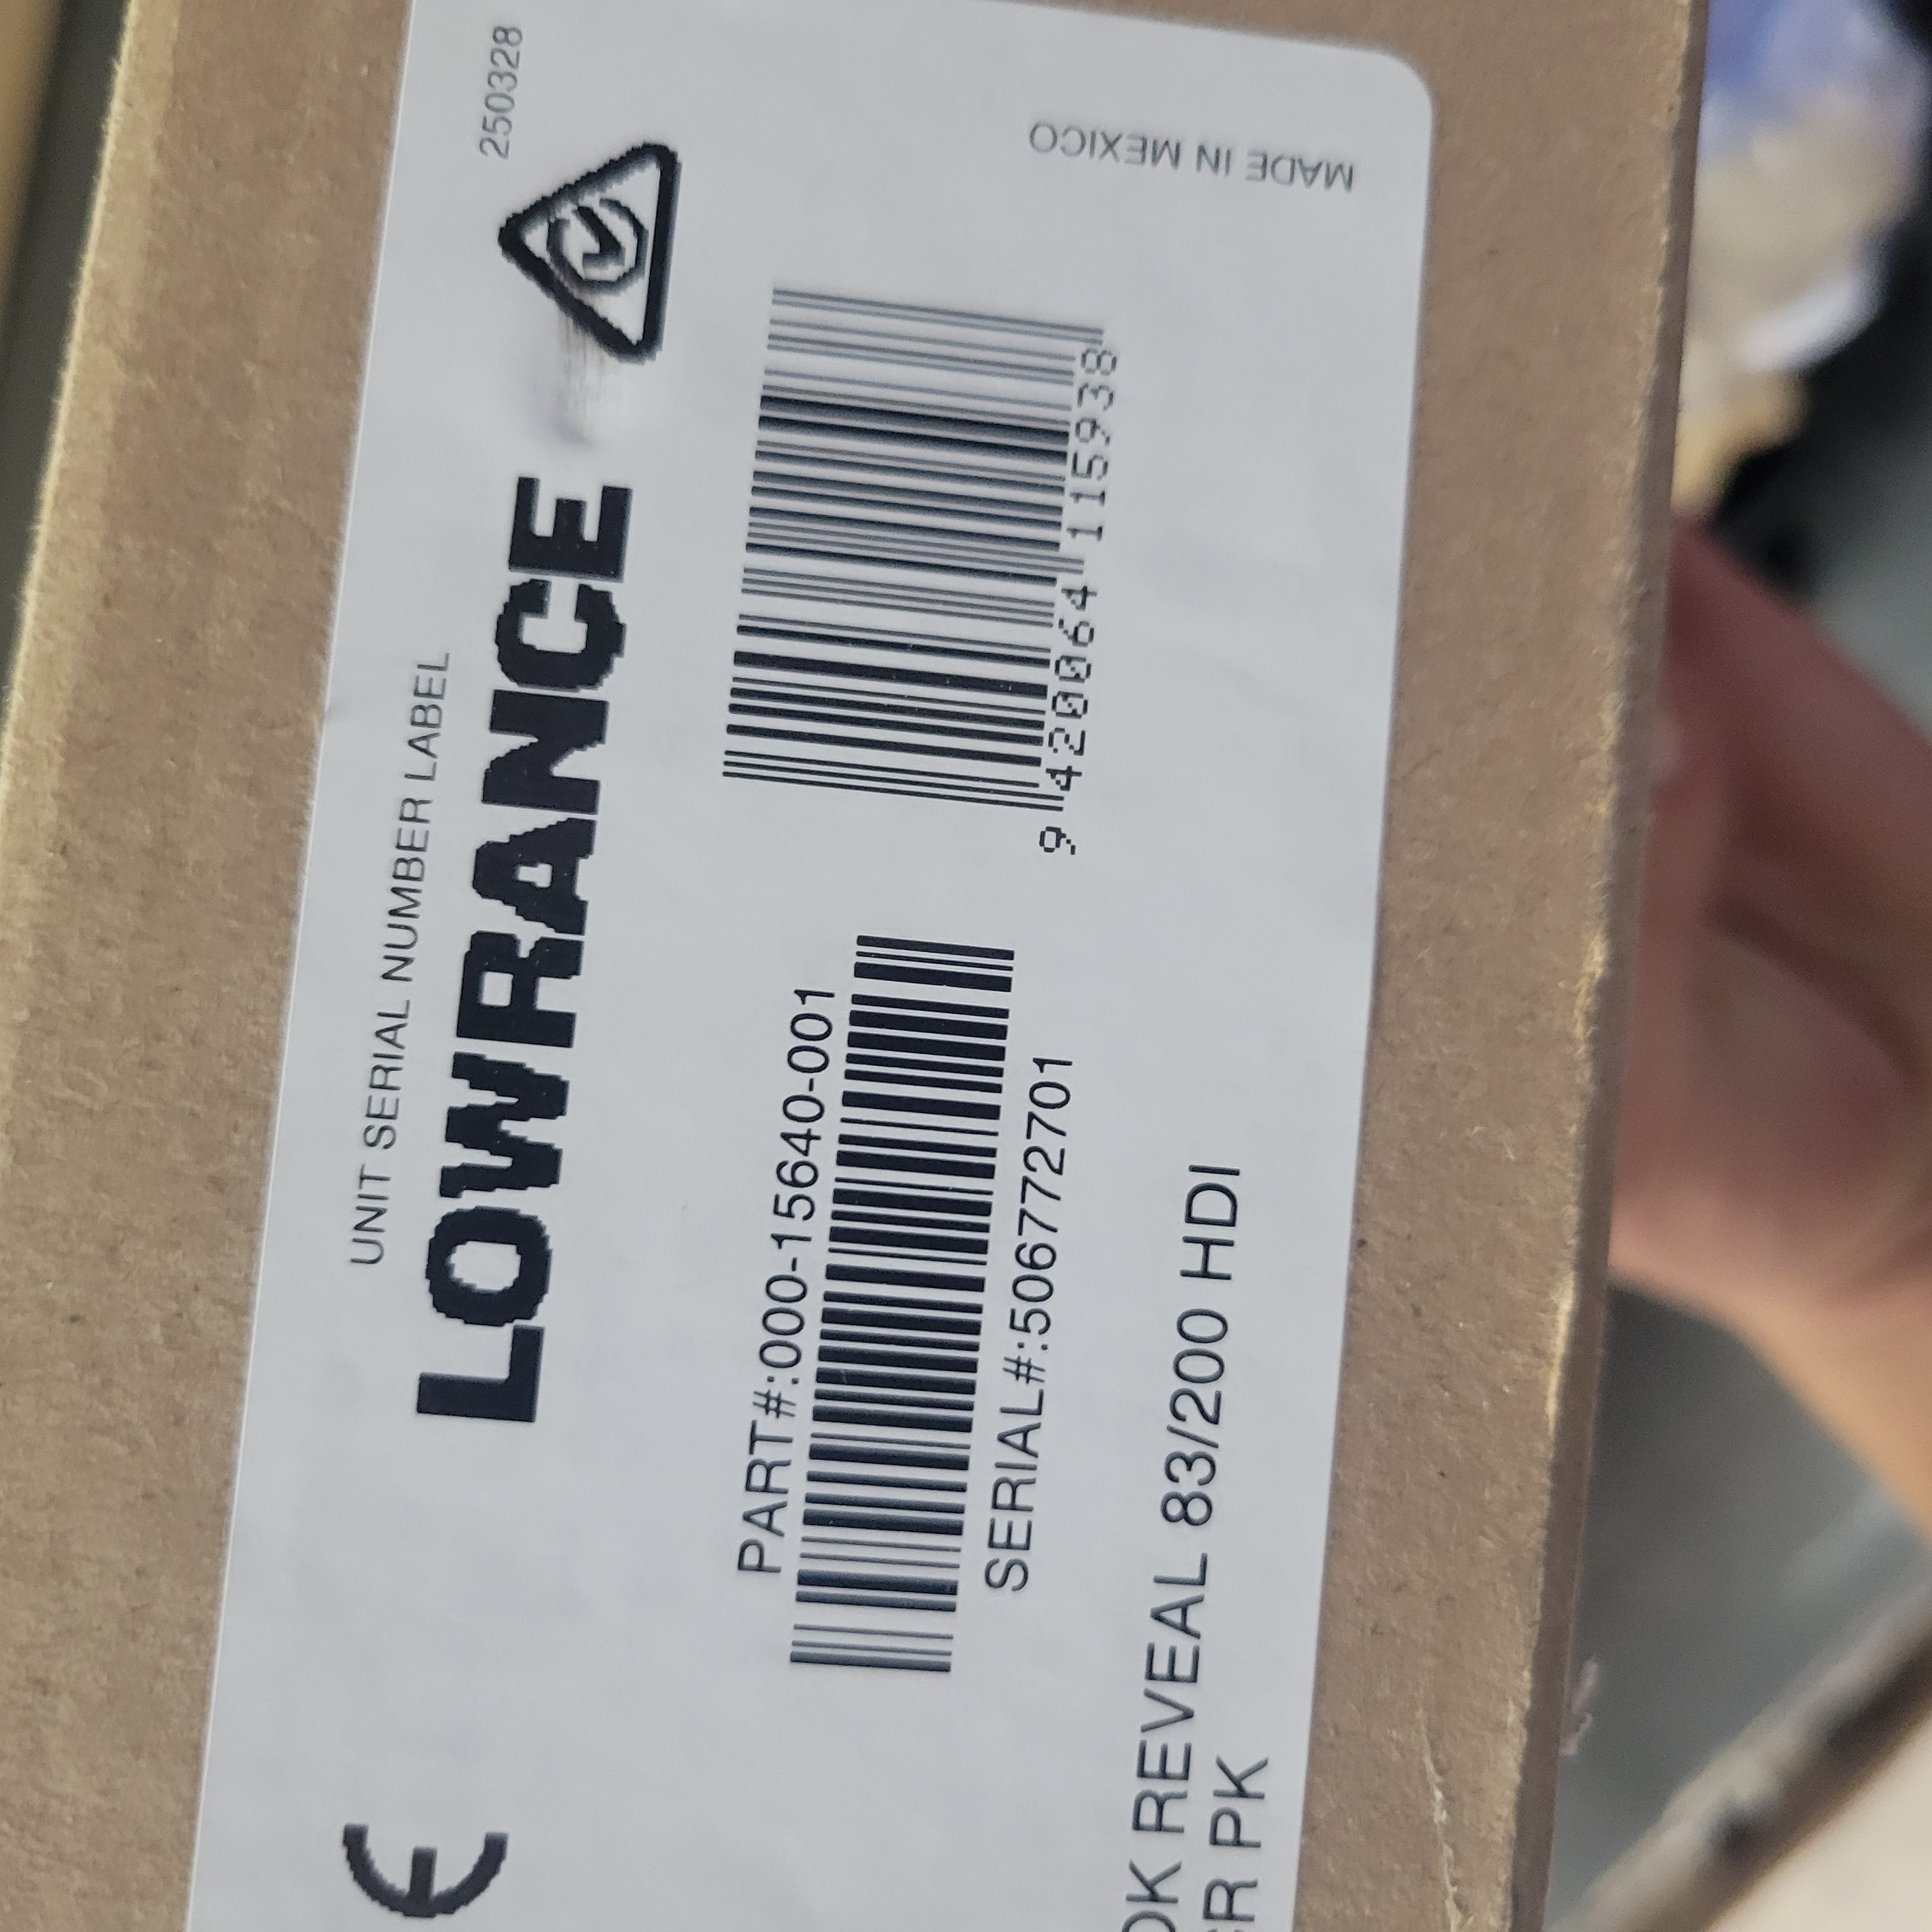 250328
UNIT SERIAL NUMBER LABEL
LOWRANCE
PART#:000-15640-001
SERIAL#:506772701
9 420064 115938
OK REVEAL 83/200 HDI
PK
MADE IN MEXICO
CE